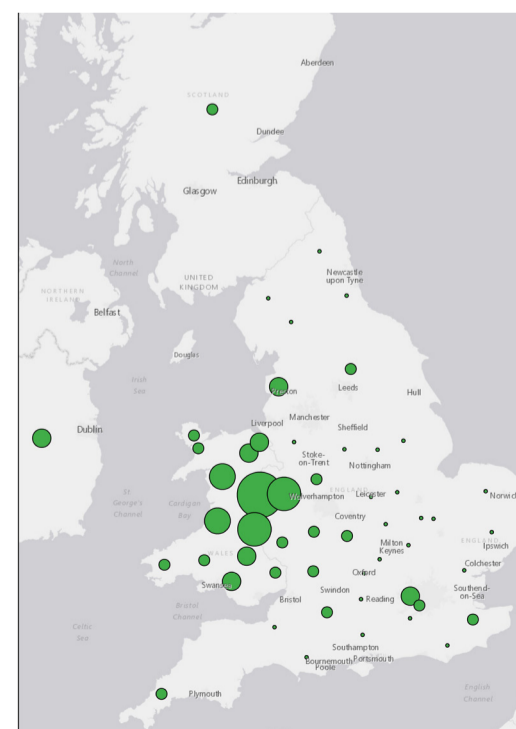 Aberdeen
SCOTLAND
Dundee
Edinburgh
Glasgow
North
Channel
UNITED
KINGDOM
Newcastle
upon Tyne
NORTHERN
IRELAND
Belfast
Douglas
Irish
Sea
Leeds
Hull
Dublin
Liverpool
Manchester
Sheffield
Stoke-
on-Trent
Nottingham
St
George's
Channel
Cardigan
Bay
ENGLAND
Wolverhampton
Leicester
Norwich
Coventry
WALES
Milton
Keynes
ENGLAND
Ipswich
Colchester
Oxford
Swansea
Swindon
Bristol
Reading
Southend-
on-Sea
Bristol
Channel
Celtic
Sea
Southampton
Bournemouth
Portsmouth
Poole
Plymouth
English
Channel